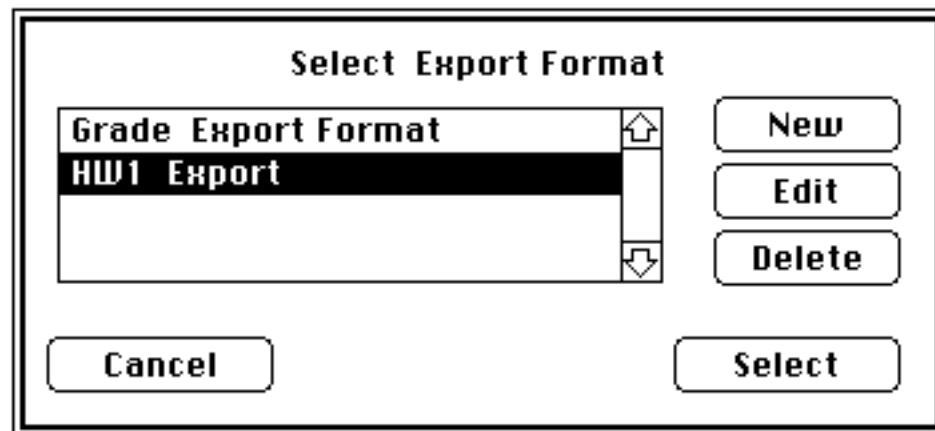 Select Export Format
Grade Export Format
HW1 Export
New
Edit
Delete
Cancel
Select